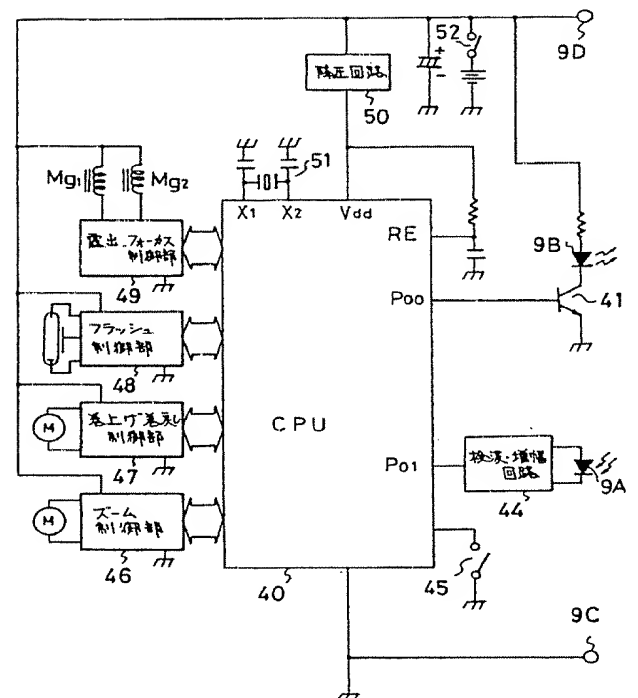 52
9D
降圧回路
50
Mg1
Mg2
51
X1
X2
Vdd
RE
9B
露出、フォーカス
制御部
49
P00
41
フラッシュ
制御部
48
CPU
巻上げ巻戻し
制御部
47
P01
検波・増幅
回路
9A
44
ズーム
制御部
46
40
45
9C
M
M
+
-